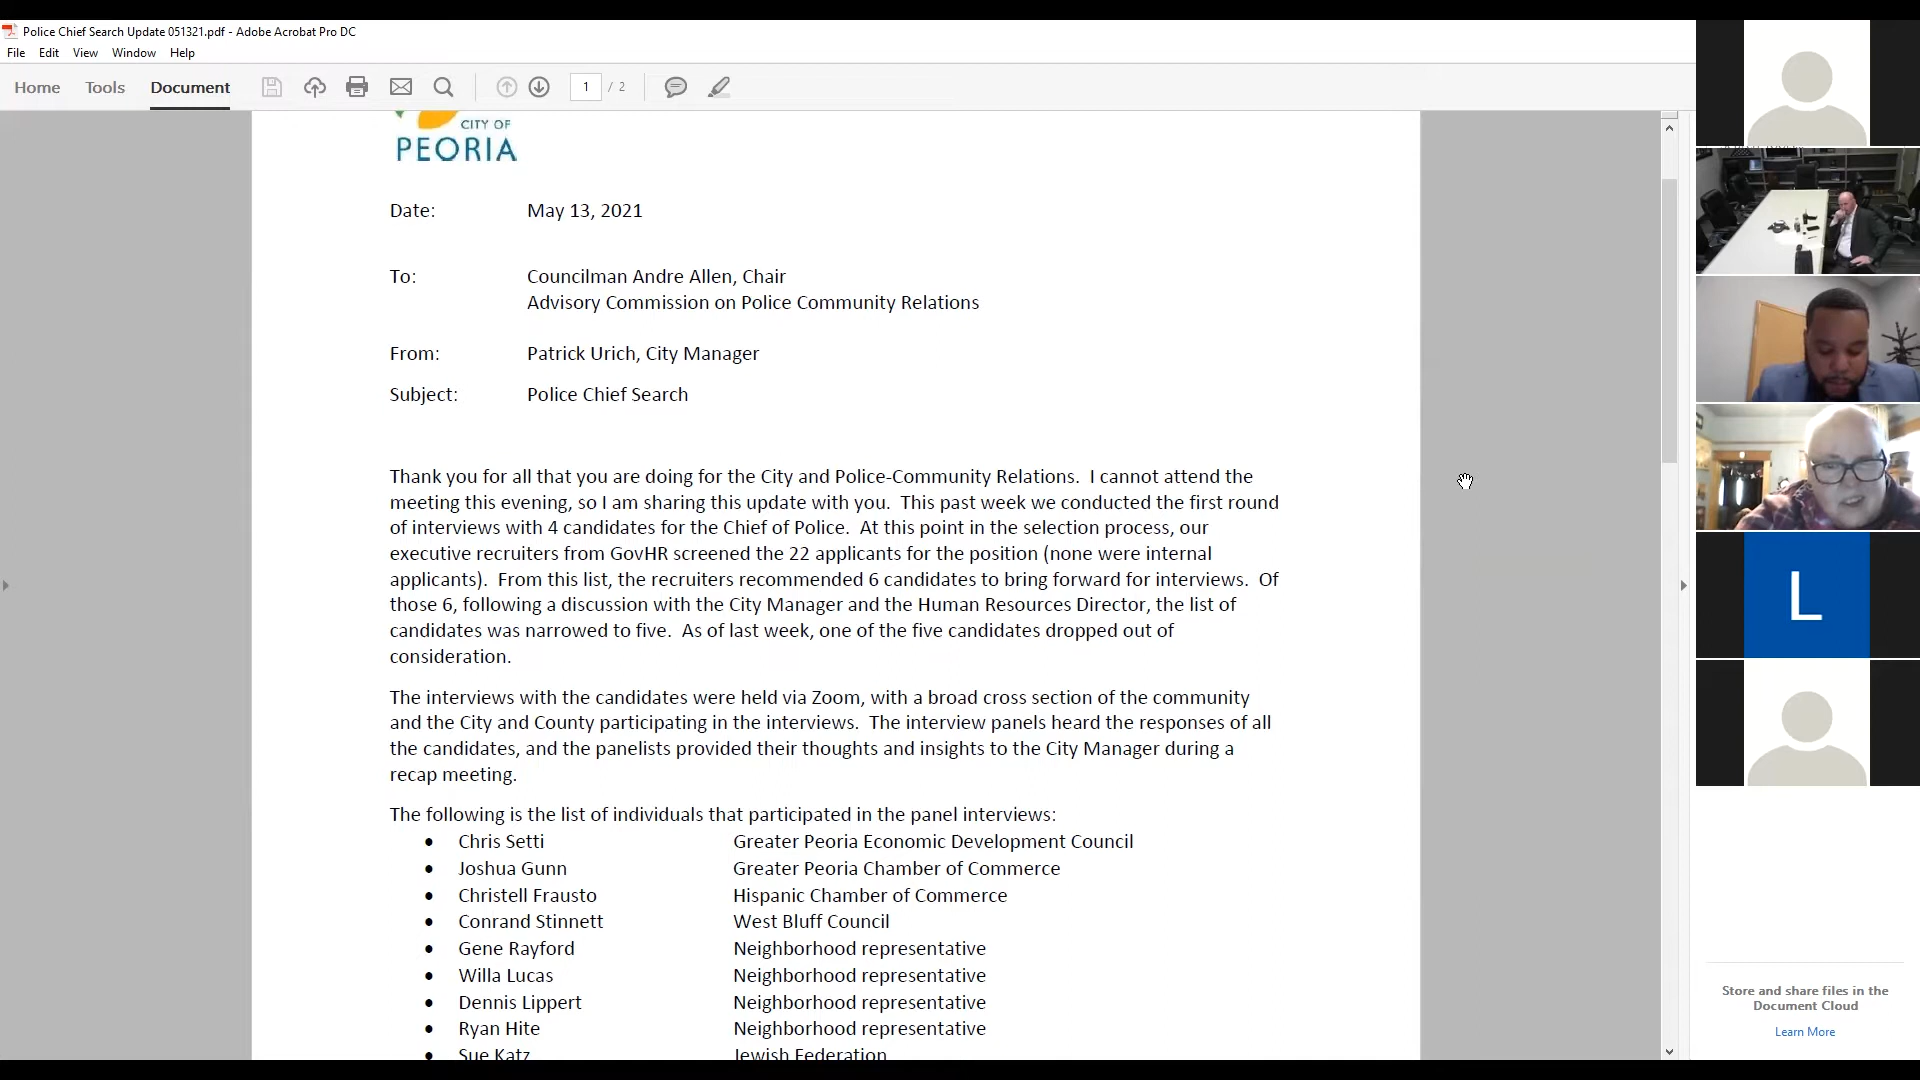 Police Chief Search Update 051321.pdf - Adobe Acrobat Pro DC
File Edit View Window Help
Home Tools Document 1 / 2
CITY OF
PEORIA
Date: May 13, 2021
To: Councilman Andre Allen, Chair
Advisory Commission on Police Community Relations
From: Patrick Urich, City Manager
Subject: Police Chief Search
Thank you for all that you are doing for the City and Police-Community Relations. I cannot attend the
meeting this evening, so I am sharing this update with you. This past week we conducted the first round
of interviews with 4 candidates for the Chief of Police. At this point in the selection process, our
executive recruiters from GovHR screened the 22 applicants for the position (none were internal
applicants). From this list, the recruiters recommended 6 candidates to bring forward for interviews. Of
those 6, following a discussion with the City Manager and the Human Resources Director, the list of
candidates was narrowed to five. As of last week, one of the five candidates dropped out of
consideration.
The interviews with the candidates were held via Zoom, with a broad cross section of the community
and the City and County participating in the interviews. The interview panels heard the responses of all
the candidates, and the panelists provided their thoughts and insights to the City Manager during a
recap meeting.
The following is the list of individuals that participated in the panel interviews:
• Chris Setti Greater Peoria Economic Development Council
• Joshua Gunn Greater Peoria Chamber of Commerce
• Christell Frausto Hispanic Chamber of Commerce
• Conrand Stinnett West Bluff Council
• Gene Rayford Neighborhood representative
• Willa Lucas Neighborhood representative
• Dennis Lippert Neighborhood representative
• Ryan Hite Neighborhood representative
• Sue Katz Jewish Federation
L
Store and share files in the
Document Cloud
Learn More